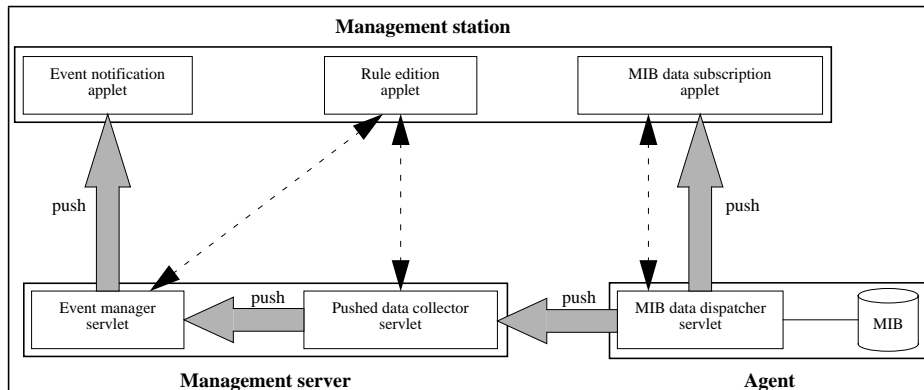 Management station
Event notification
applet
Rule edition
applet
MIB data subscription
applet
push
push
Event manager
servlet
push
Pushed data collector
servlet
push
MIB data dispatcher
servlet
MIB
Management server
Agent